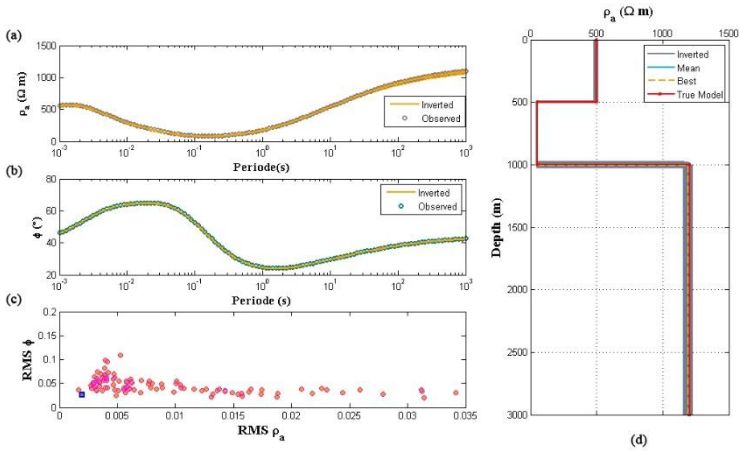 (a)
1500
1000
500
0
ρa (Ω m)
Inverted
Observed
10-3 10-2 10-1 100 101 102 103
Periode(s)
(b)
80
60
40
20
ϕ (°)
Inverted
Observed
10-3 10-2 10-1 100 101 102 103
Periode (s)
(c)
0.2
0.15
0.1
0.05
0
RMS ϕ
0 0.005 0.01 0.015 0.02 0.025 0.03 0.035
RMS ρa
ρa (Ω m)
0 500 1000 1500
Inverted
Mean
Best
True Model
0
500
1000
1500
2000
2500
3000
Depth (m)
(d)